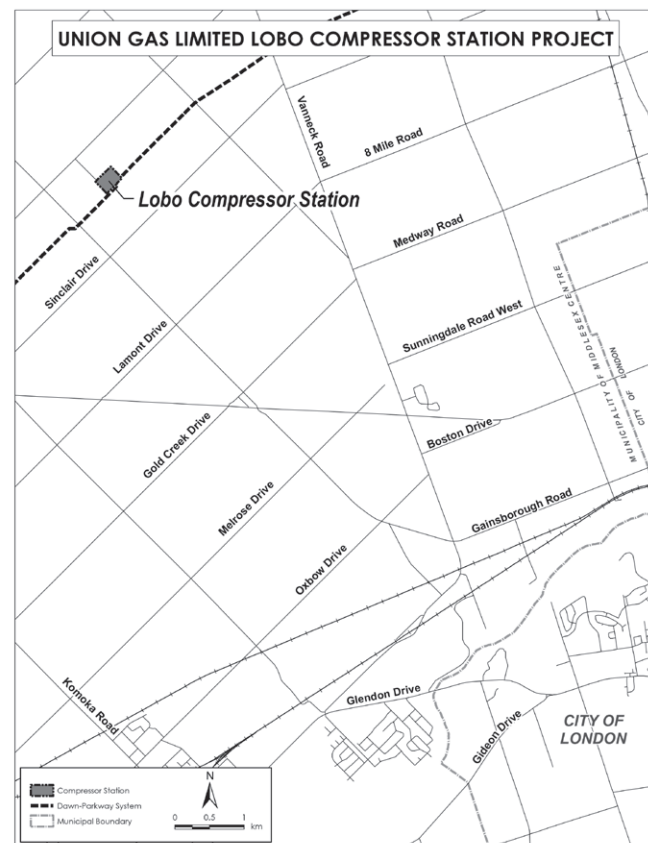 UNION GAS LIMITED LOBO COMPRESSOR STATION PROJECT
Vanneck Road
8 Mile Road
Lobo Compressor Station
Medway Road
Sinclair Drive
Sunningdale Road West
MUNICIPALITY OF MIDDLESEX CENTRE
CITY OF
LONDON
Lamont Drive
Gold Creek Drive
Boston Drive
Melrose Drive
Gainsborough Road
Oxbow Drive
Komoka Road
Glendon Drive
Gideon Drive
CITY OF
LONDON
Compressor Station
Dawn-Parkway System
Municipal Boundary
N
0 0.5 1
km